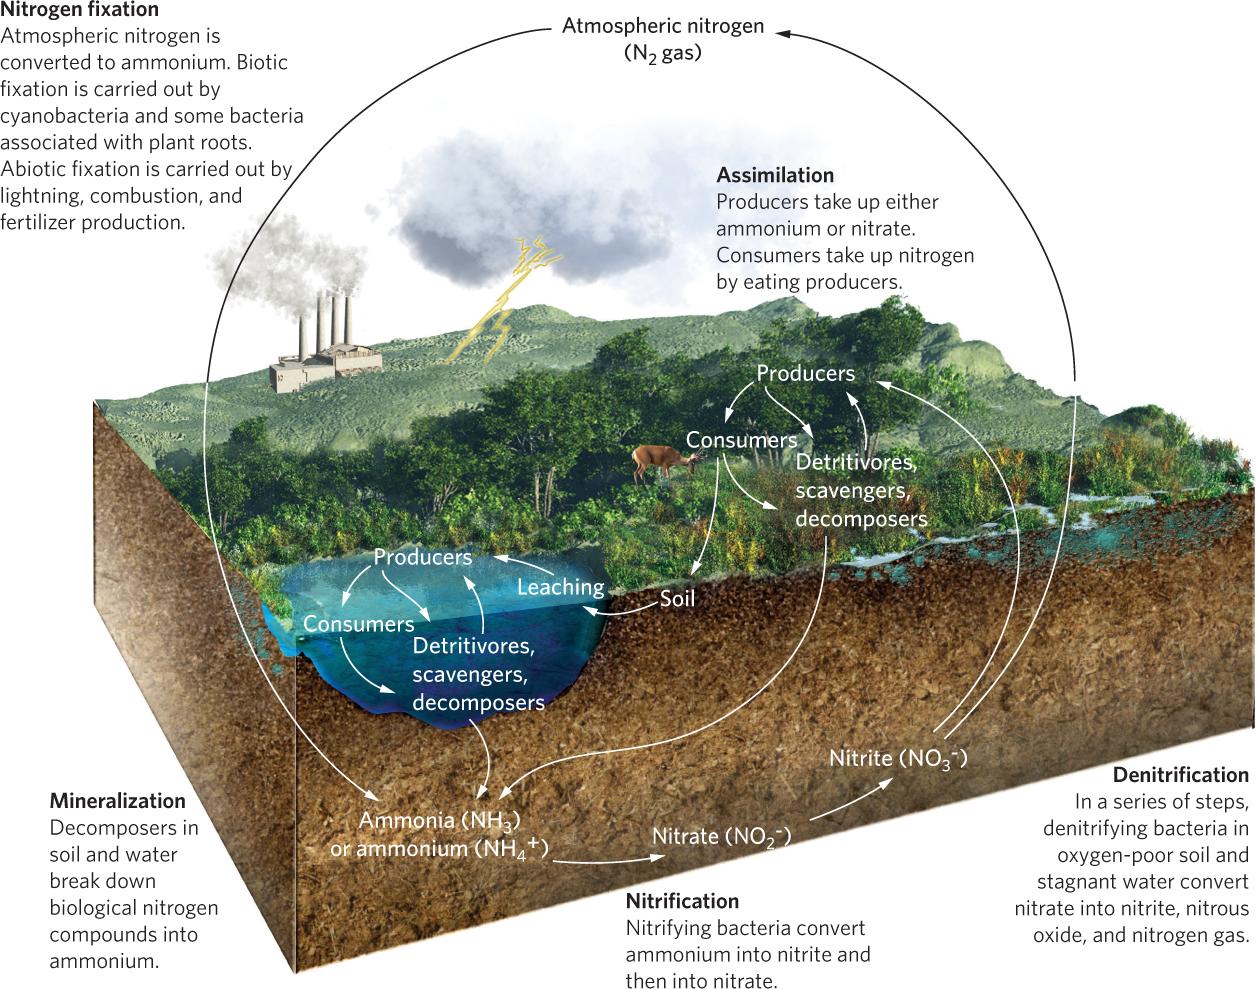 Nitrogen fixation
Atmospheric nitrogen is
converted to ammonium. Biotic
fixation is carried out by
cyanobacteria and some bacteria
associated with plant roots.
Abiotic fixation is carried out by
lightning, combustion, and
fertilizer production.
Atmospheric nitrogen
(N₂ gas)
Assimilation
Producers take up either
ammonium or nitrate.
Consumers take up nitrogen
by eating producers.
Producers
Consumers
Detritivores,
scavengers,
decomposers
Producers
Leaching
Soil
Consumers
Detritivores,
scavengers,
decomposers
Nitrite (NO₃⁻)
Ammonia (NH₃)
or ammonium (NH₄⁺)
Nitrate (NO₂⁻)
Mineralization
Decomposers in
soil and water
break down
biological nitrogen
compounds into
ammonium.
Nitrification
Nitrifying bacteria convert
ammonium into nitrite and
then into nitrate.
Denitrification
In a series of steps,
denitrifying bacteria in
oxygen-poor soil and
stagnant water convert
nitrate into nitrite, nitrous
oxide, and nitrogen gas.